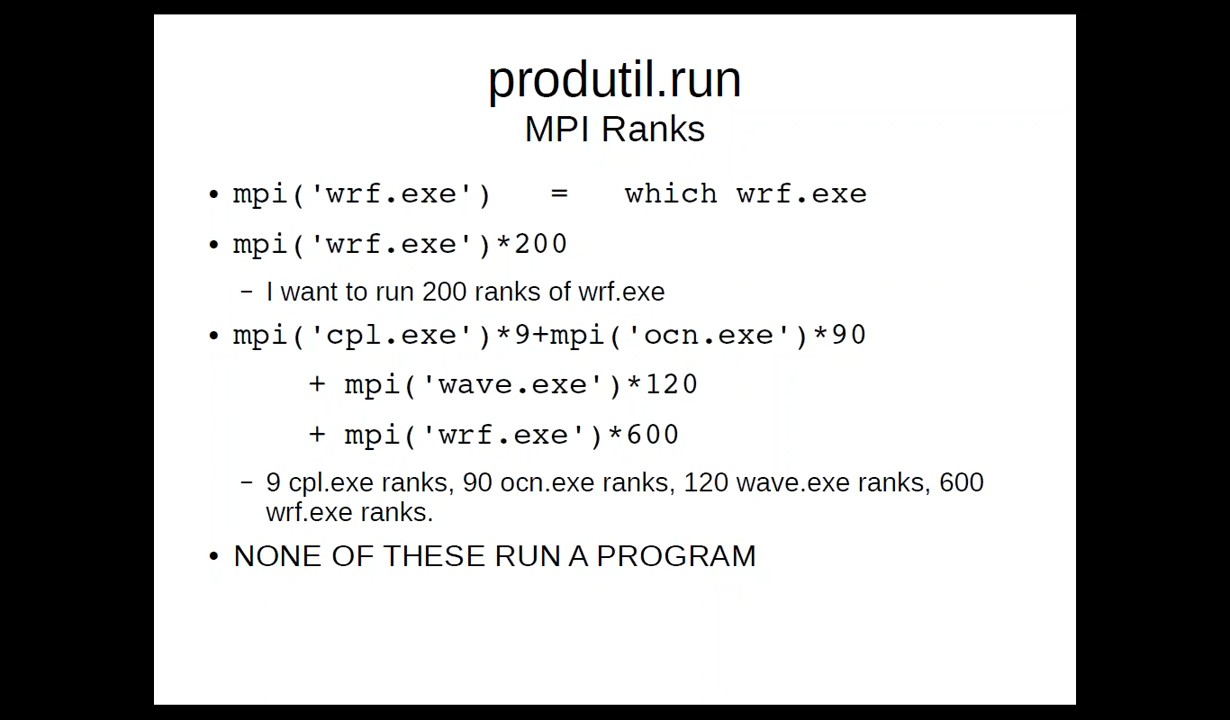 produtil.run
MPI Ranks
• mpi('wrf.exe') = which wrf.exe
• mpi('wrf.exe')*200
– I want to run 200 ranks of wrf.exe
• mpi('cpl.exe')*9+mpi('ocn.exe')*90
+ mpi('wave.exe')*120
+ mpi('wrf.exe')*600
– 9 cpl.exe ranks, 90 ocn.exe ranks, 120 wave.exe ranks, 600
wrf.exe ranks.
• NONE OF THESE RUN A PROGRAM